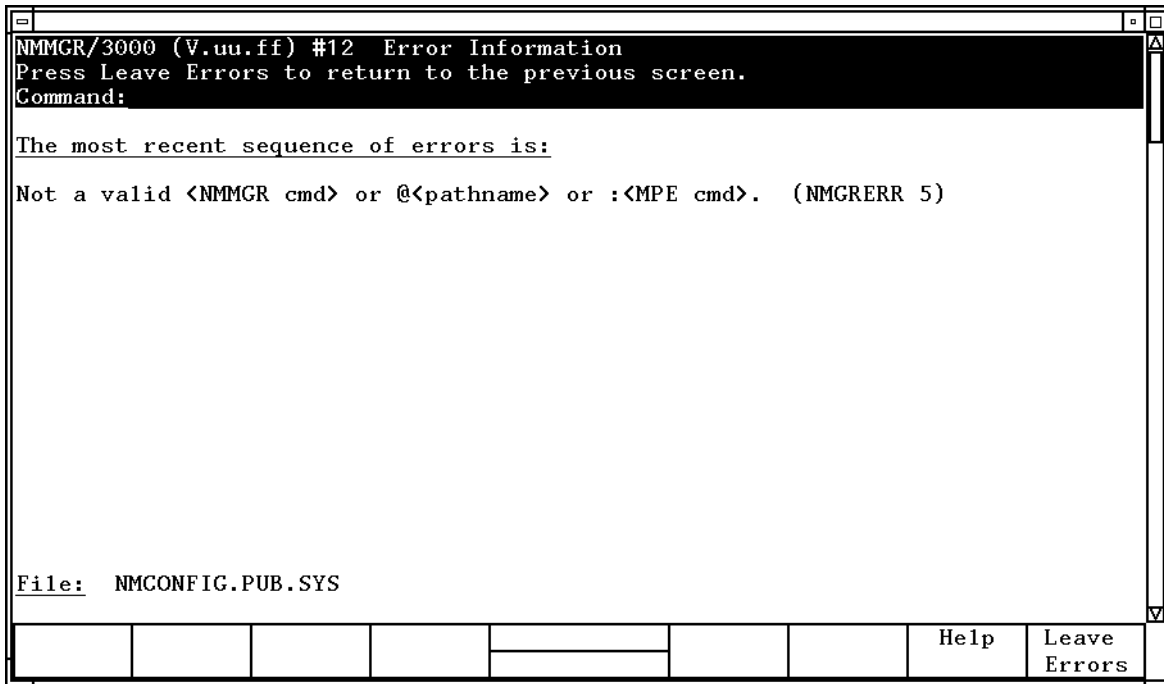 NMMGR/3000 (V.uu.ff) #12  Error Information
Press Leave Errors to return to the previous screen.
Command:
The most recent sequence of errors is:
Not a valid <NMMGR cmd> or @<pathname> or :<MPE cmd>.  (NMGRERR 5)
File:  NMCONFIG.PUB.SYS
Help
Leave
Errors